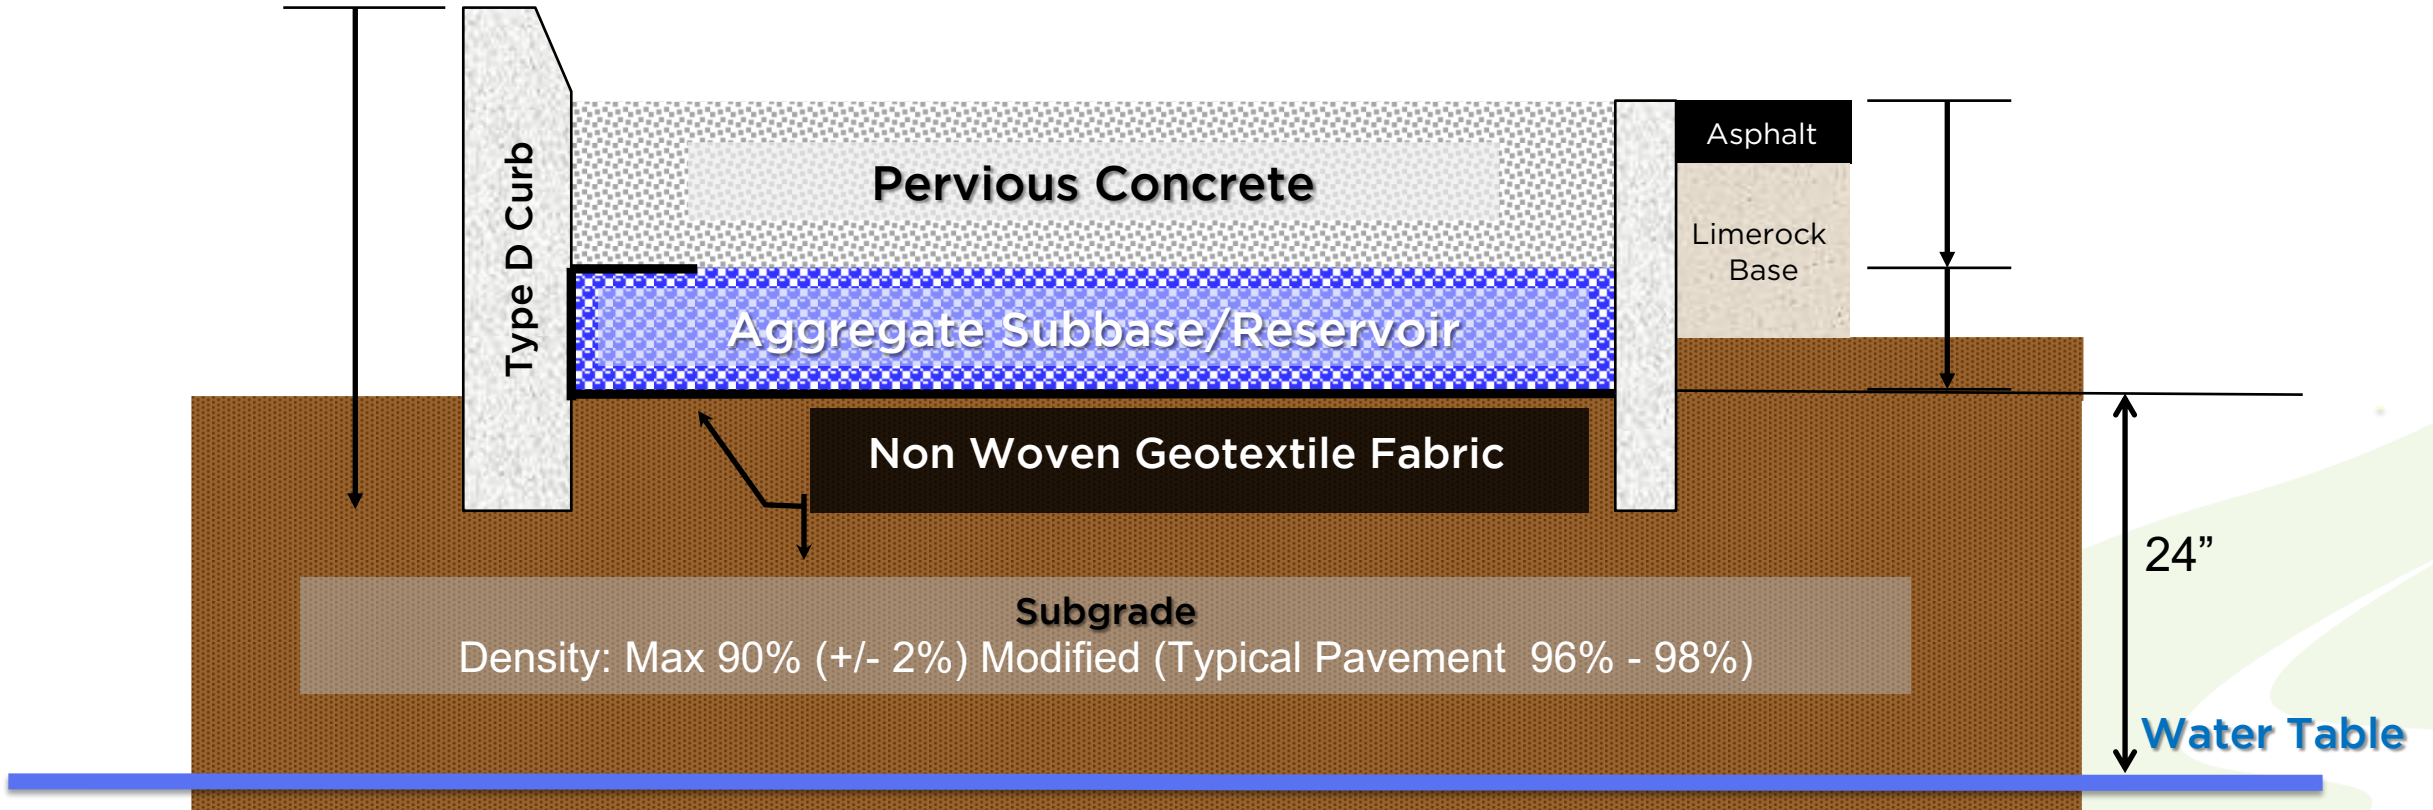 Type D Curb
Pervious Concrete
Asphalt
Limerock
Base
Aggregate Subbase/Reservoir
Non Woven Geotextile Fabric
24”
Subgrade
Density: Max 90% (+/- 2%) Modified (Typical Pavement  96% - 98%)
Water Table